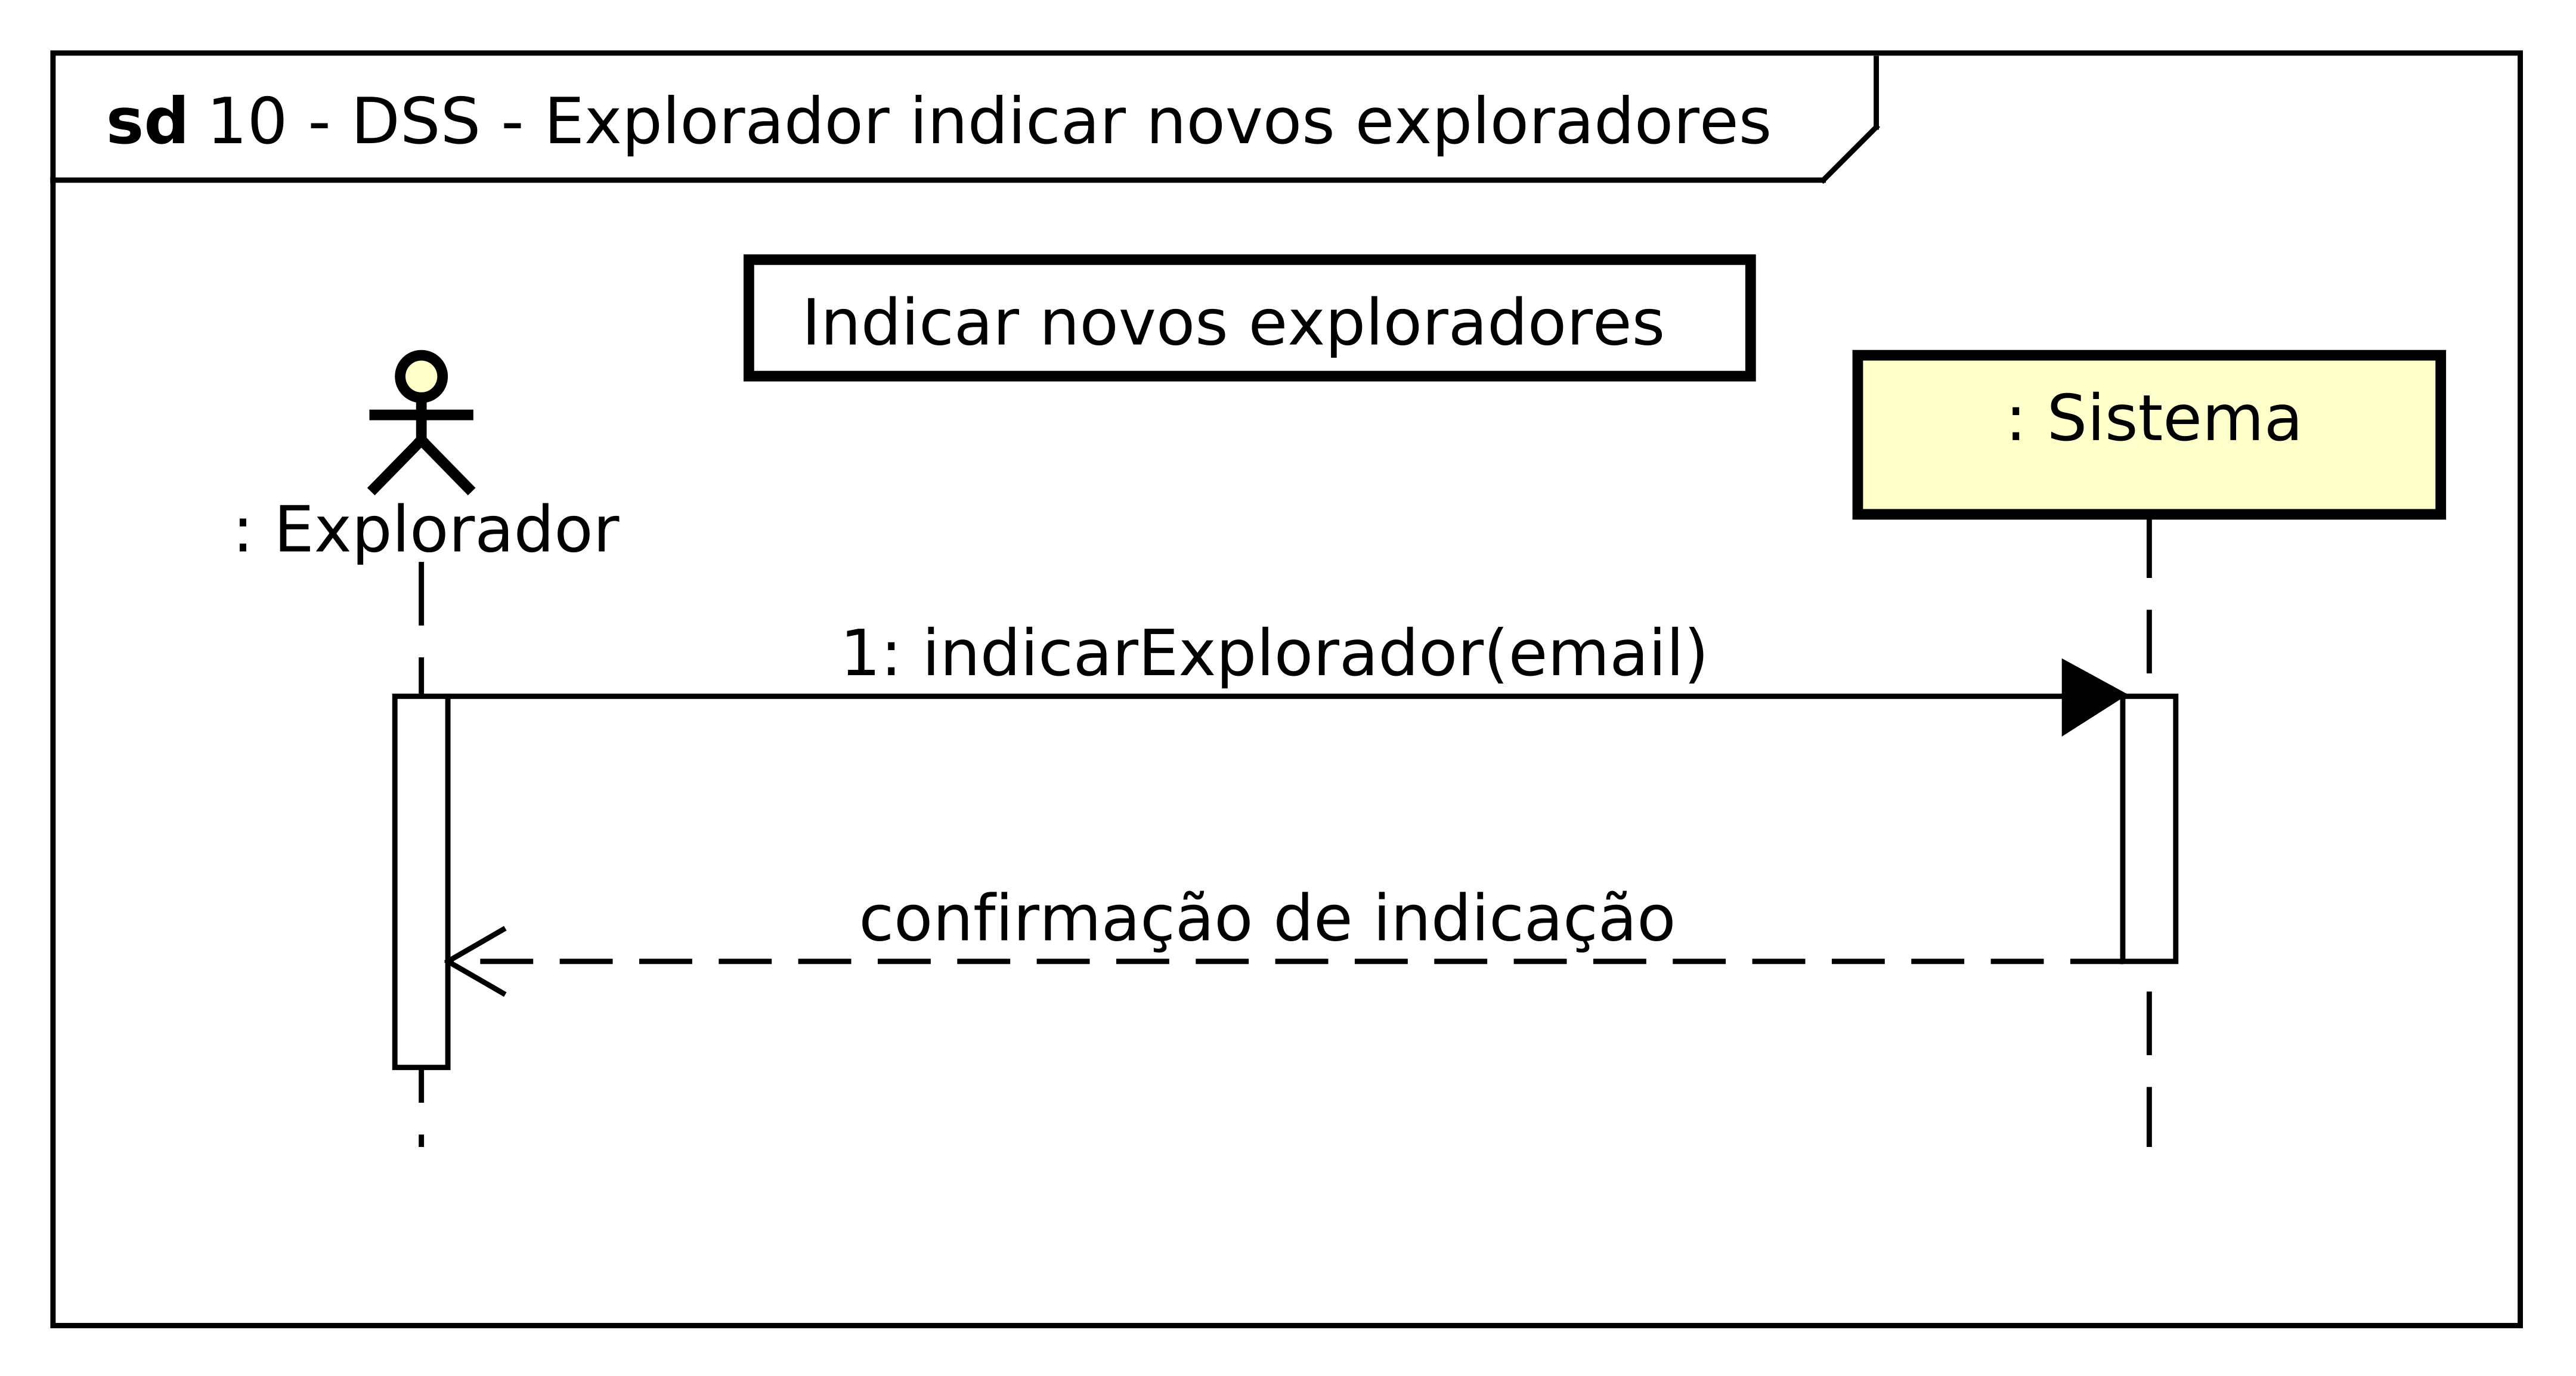 sd 10 - DSS - Explorador indicar novos exploradores
Indicar novos exploradores
: Sistema
: Explorador
1: indicarExplorador(email)
confirmação de indicação